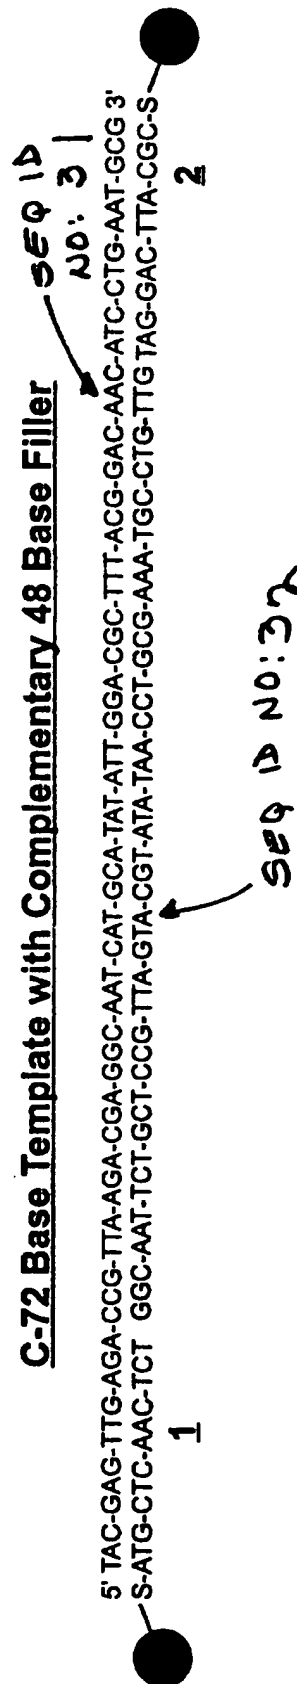 C-72 Base Template with Complementary 48 Base Filler
SEQ ID
NO: 31
5' TAC-GAG-TTG-AGA-CCG-TTA-AGA-CGA-GGC-AAT-CAT-GCA-TAT-ATT-GGA-CGC-TTT-ACG-GAC-AAC-ATC-CTG-AAT-GCG 3'
S-ATG-CTC-AAC-TCT GGC-AAT-TCT-GCT-CCG-TTA-GTA-CGT-ATA-TAA-CCT-GCG-AAA-TGC-CTG-TTG TAG-GAC-TTA-CGC-S
1
2
SEQ ID NO: 32